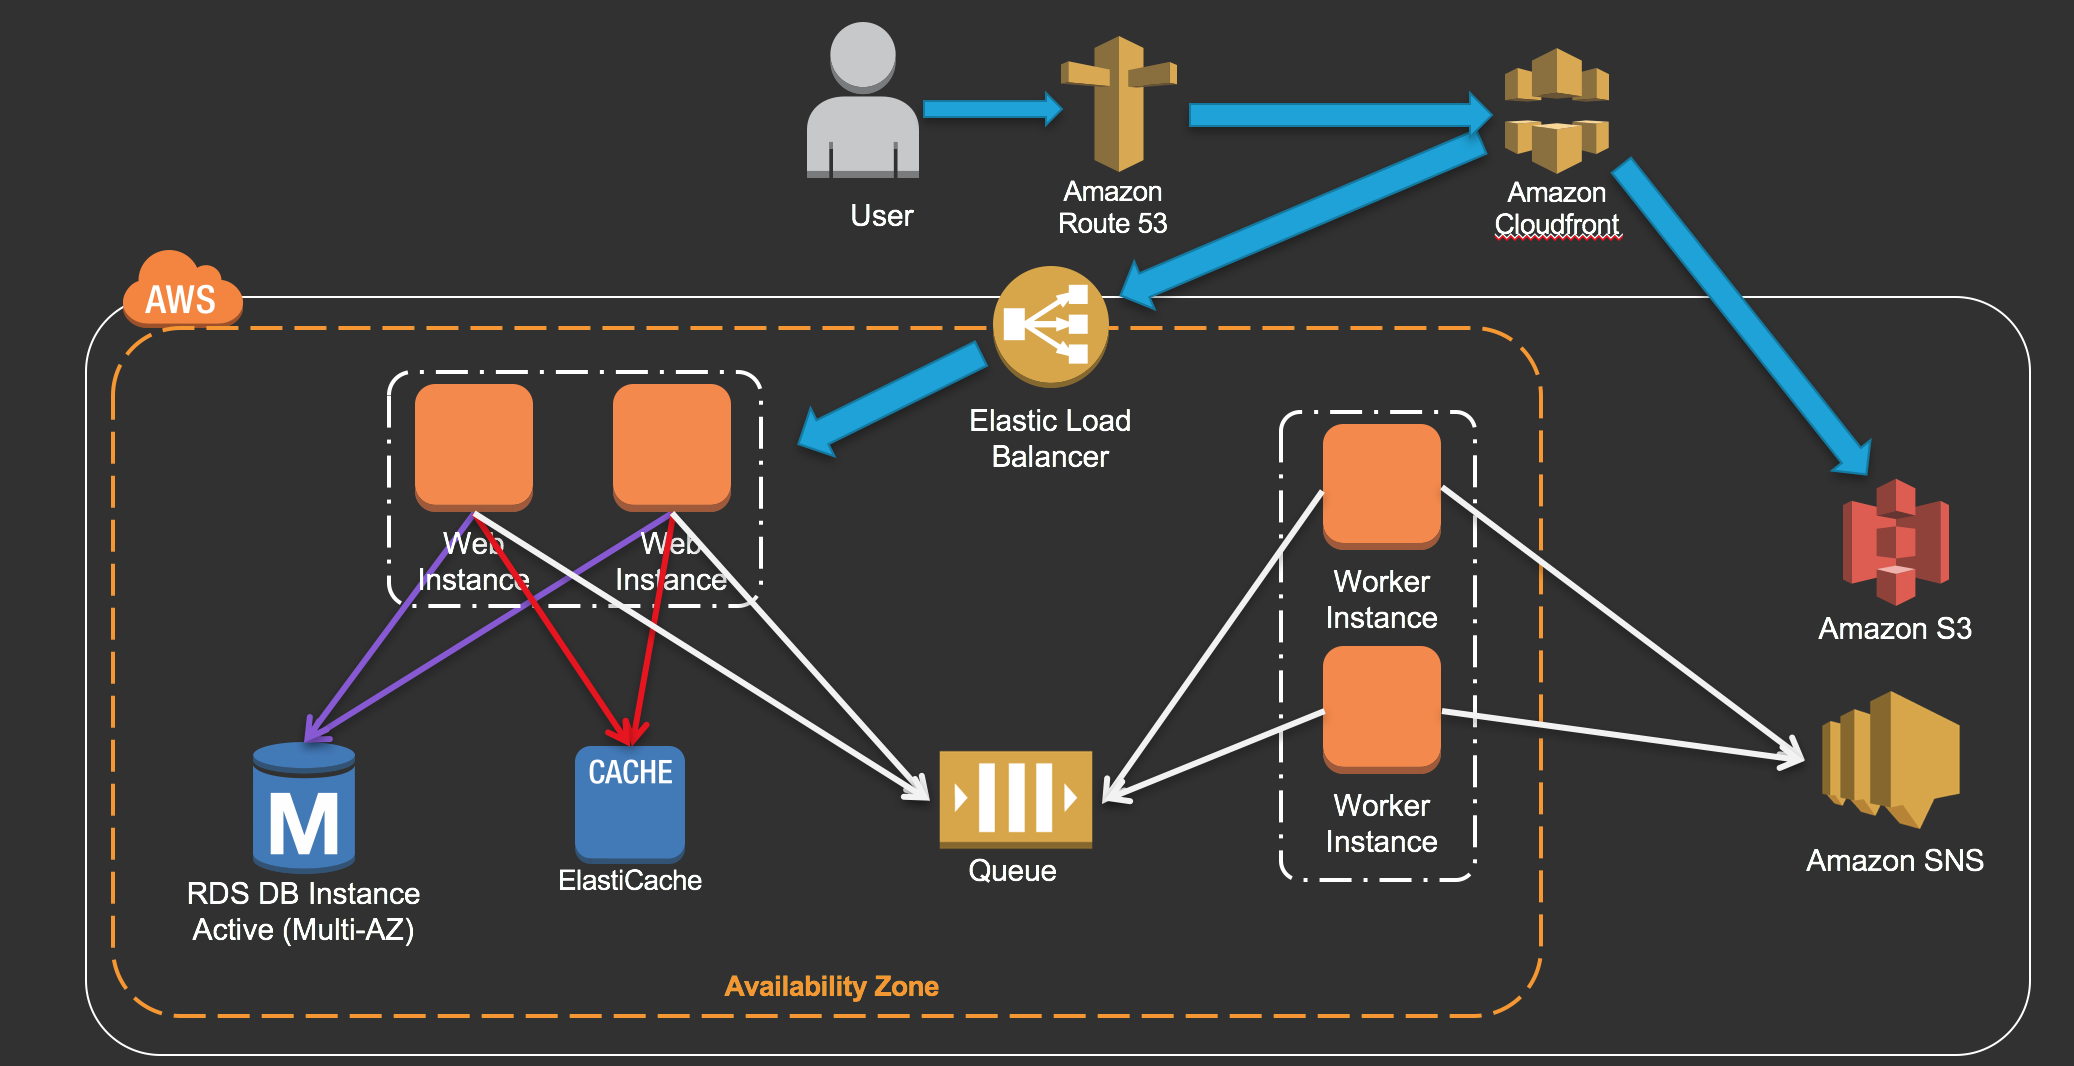 User
Amazon
Route 53
Amazon
Cloudfront
AWS
Elastic Load
Balancer
Web
Instance
Web
Instance
Worker
Instance
Amazon S3
Worker
Instance
CACHE
M
RDS DB Instance
Active (Multi-AZ)
ElastiCache
Queue
Amazon SNS
Availability Zone